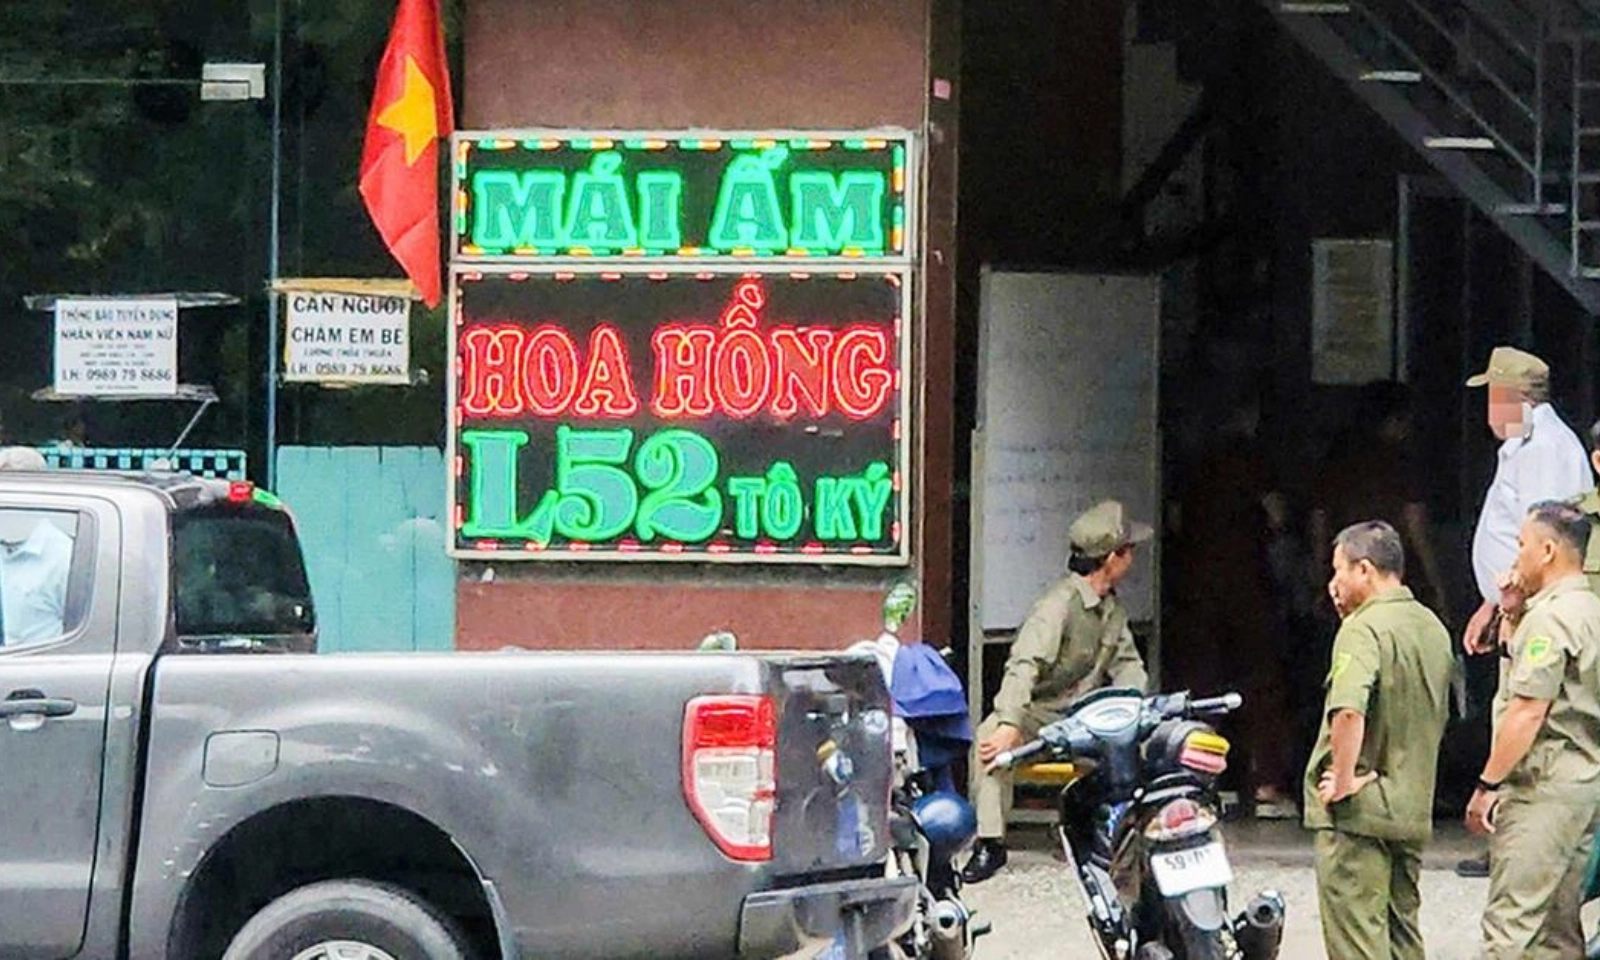 MÁI ẤM
HOA HỒNG
L52 TÔ KÝ
THÔNG BÁO TUYỂN DỤNG
NHÂN VIÊN NAM NỮ
LH: 0989 79 8686
CẦN NGƯỜI
CHĂM EM BÉ
LƯƠNG THỎA THUẬN
LH: 0989 79 8686